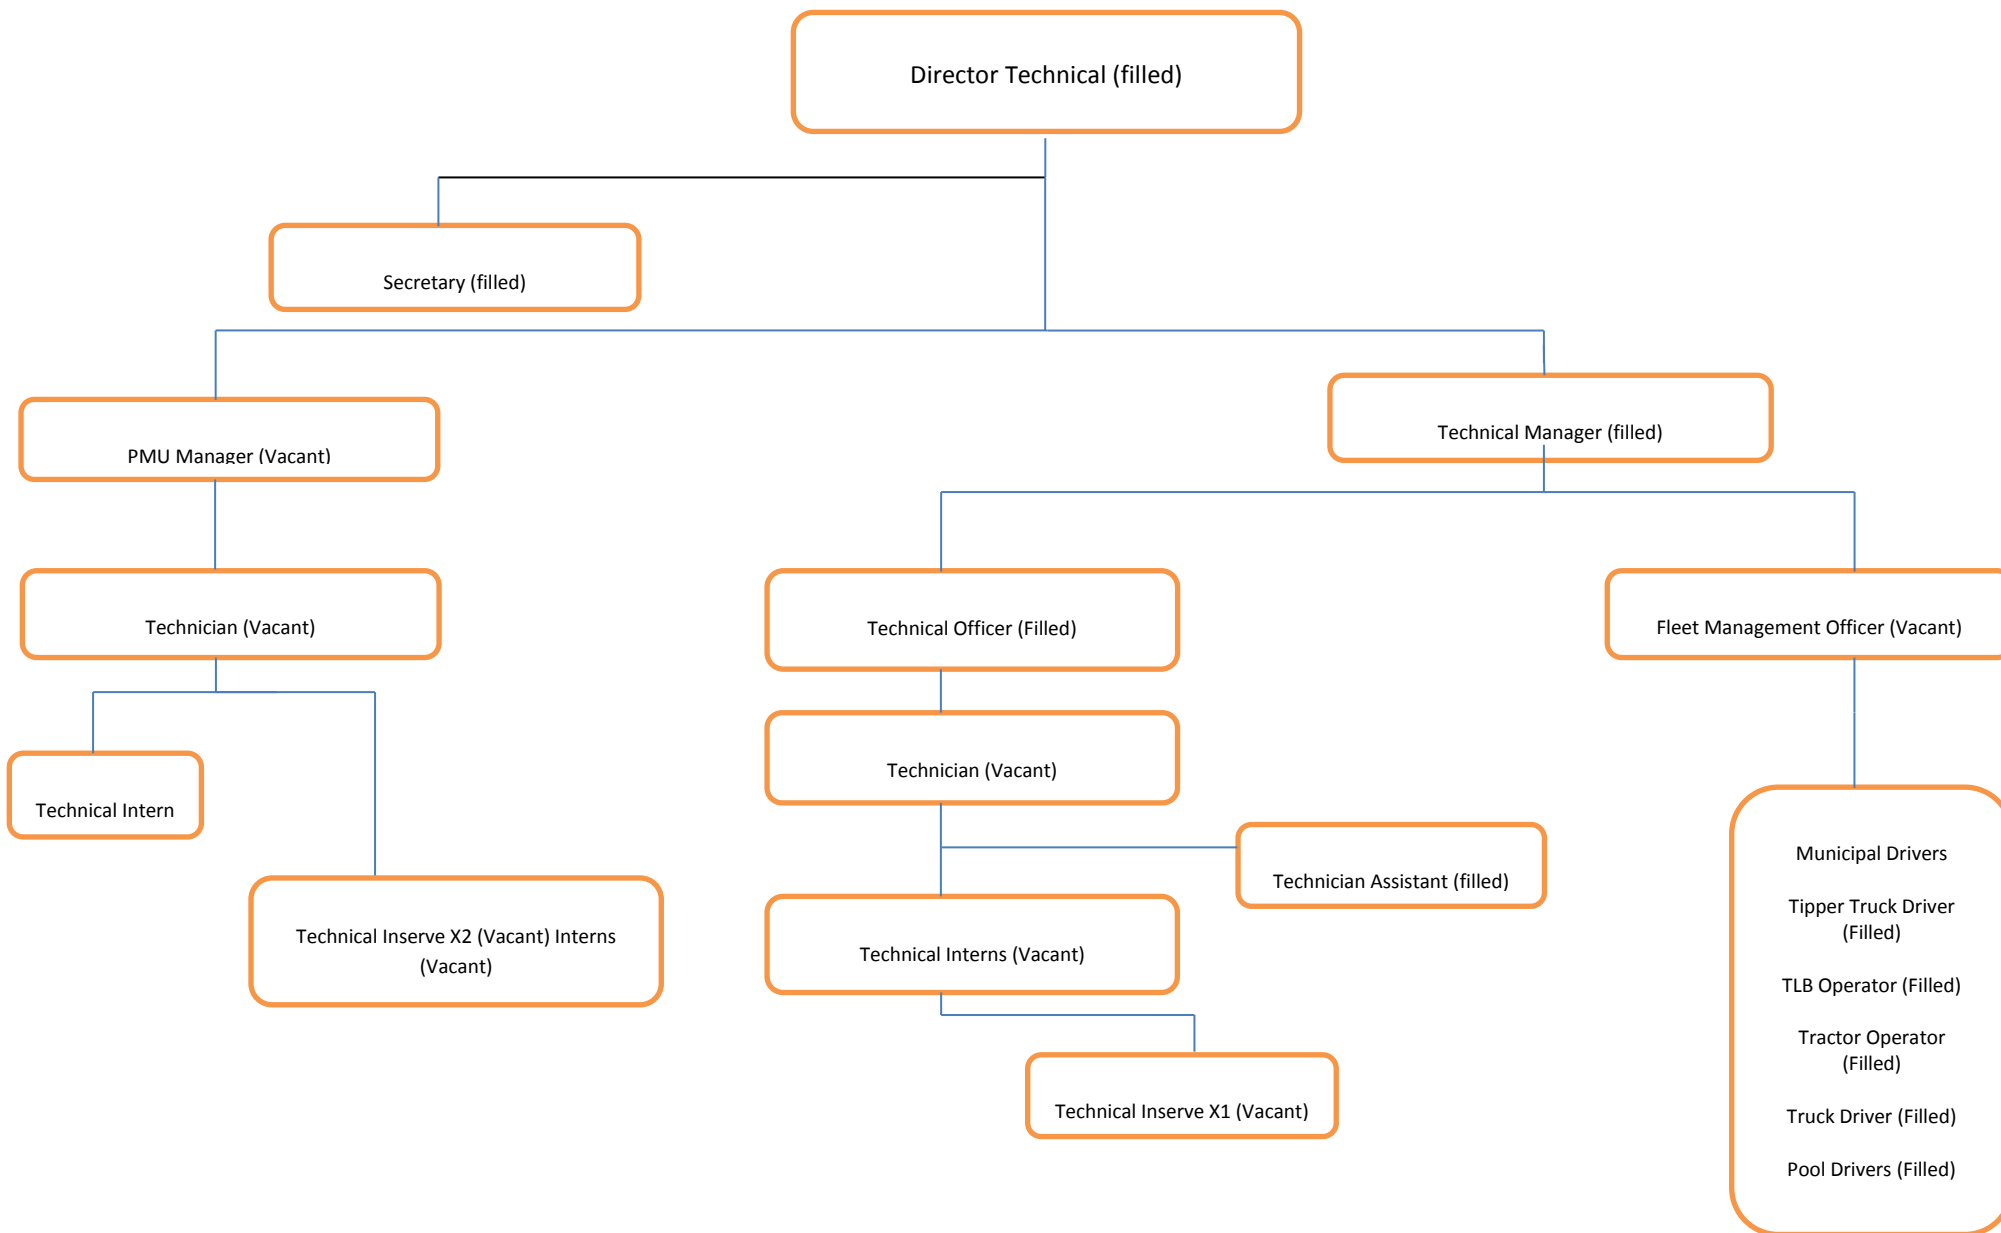 Director Technical (filled)
Secretary (filled)
PMU Manager (Vacant)
Technical Manager (filled)
Technician (Vacant)
Technical Officer (Filled)
Fleet Management Officer (Vacant)
Technician (Vacant)
Technical Intern
Technician Assistant (filled)
Technical Inserve X2 (Vacant) Interns
(Vacant)
Technical Interns (Vacant)
Technical Inserve X1 (Vacant)
Municipal Drivers
Tipper Truck Driver
(Filled)
TLB Operator (Filled)
Tractor Operator
(Filled)
Truck Driver (Filled)
Pool Drivers (Filled)